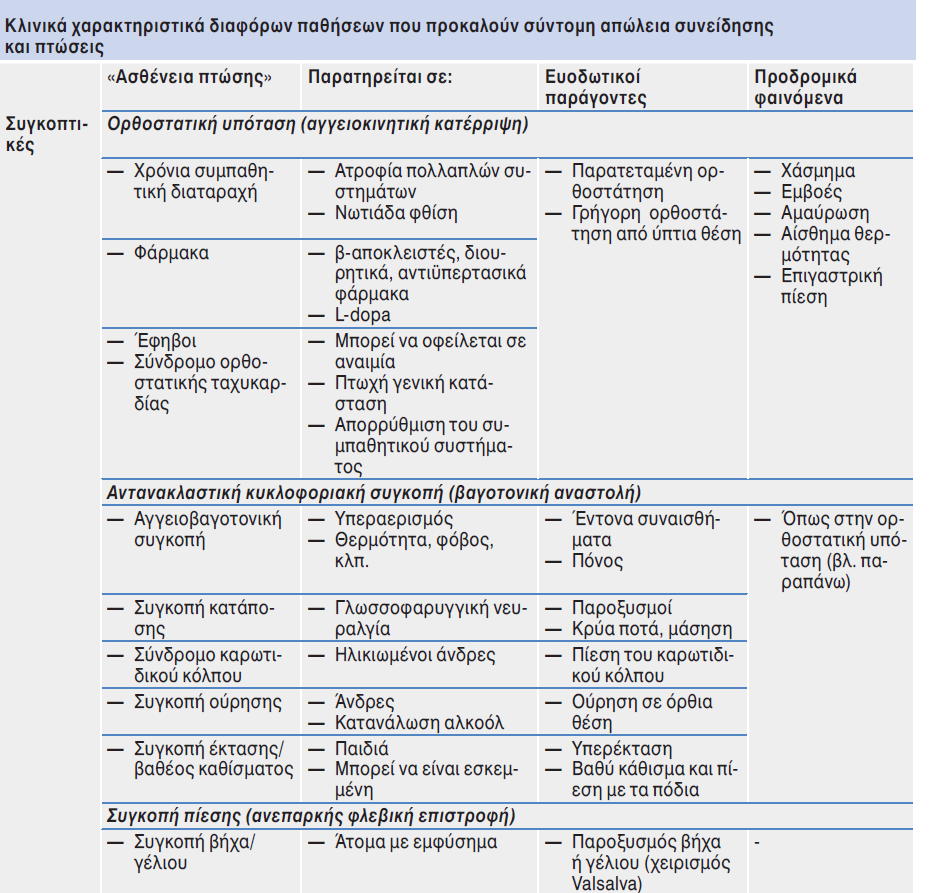 Κλινικά χαρακτηριστικά διαφόρων παθήσεων που προκαλούν σύντομη απώλεια συνείδησης
και πτώσεις
«Ασθένεια πτώσης»
Παρατηρείται σε:
Ευοδωτικοί
παράγοντες
Προδρομικά
φαινόμενα
Συγκοπτι-
κές
Ορθοστατική υπόταση (αγγειοκινητική κατέρριψη)
— Χρόνια συμπαθη-
τική διαταραχή
— Ατροφία πολλαπλών συ-
στημάτων
— Νωτιάδα φθίση
— Παρατεταμένη ορ-
θοστάτηση
— Γρήγορη ορθοστά-
τηση από ύπτια θέση
— Χάσμημα
— Εμβοές
— Αμαύρωση
— Αίσθημα θερ-
μότητας
— Επιγαστρική
πίεση
— Φάρμακα
— β-αποκλειστές, διου-
ρητικά, αντιϋπερτασικά
φάρμακα
— L-dopa
— Έφηβοι
— Σύνδρομο ορθο-
στατικής ταχυκαρ-
δίας
— Μπορεί να οφείλεται σε
αναιμία
— Πτωχή γενική κατά-
σταση
— Απορρύθμιση του συ-
μπαθητικού συστήμα-
τος
Αντανακλαστική κυκλοφοριακή συγκοπή (βαγοτονική αναστολή)
— Αγγειοβαγοτονική
συγκοπή
— Υπεραερισμός
— Θερμότητα, φόβος,
κλπ.
— Έντονα συναισθή-
ματα
— Πόνος
— Όπως στην ορ-
θοστατική υπό-
ταση (βλ. πα-
ραπάνω)
— Συγκοπή κατάπο-
σης
— Γλωσσοφαρυγγική νευ-
ραλγία
— Παροξυσμοί
— Κρύα ποτά, μάσηση
— Σύνδρομο καρωτι-
δικού κόλπου
— Ηλικιωμένοι άνδρες
— Πίεση του καρωτιδι-
κού κόλπου
— Συγκοπή ούρησης
— Άνδρες
— Κατανάλωση αλκοόλ
— Ούρηση σε όρθια
θέση
— Συγκοπή έκτασης/
βαθέος καθίσματος
— Παιδιά
— Μπορεί να είναι εσκεμ-
μένη
— Υπερέκταση
— Βαθύ κάθισμα και πί-
εση με τα πόδια
Συγκοπή πίεσης (ανεπαρκής φλεβική επιστροφή)
— Συγκοπή βήχα/
γέλιου
— Άτομα με εμφύσημα
— Παροξυσμός βήχα
ή γέλιου (χειρισμός
Valsalva)
-